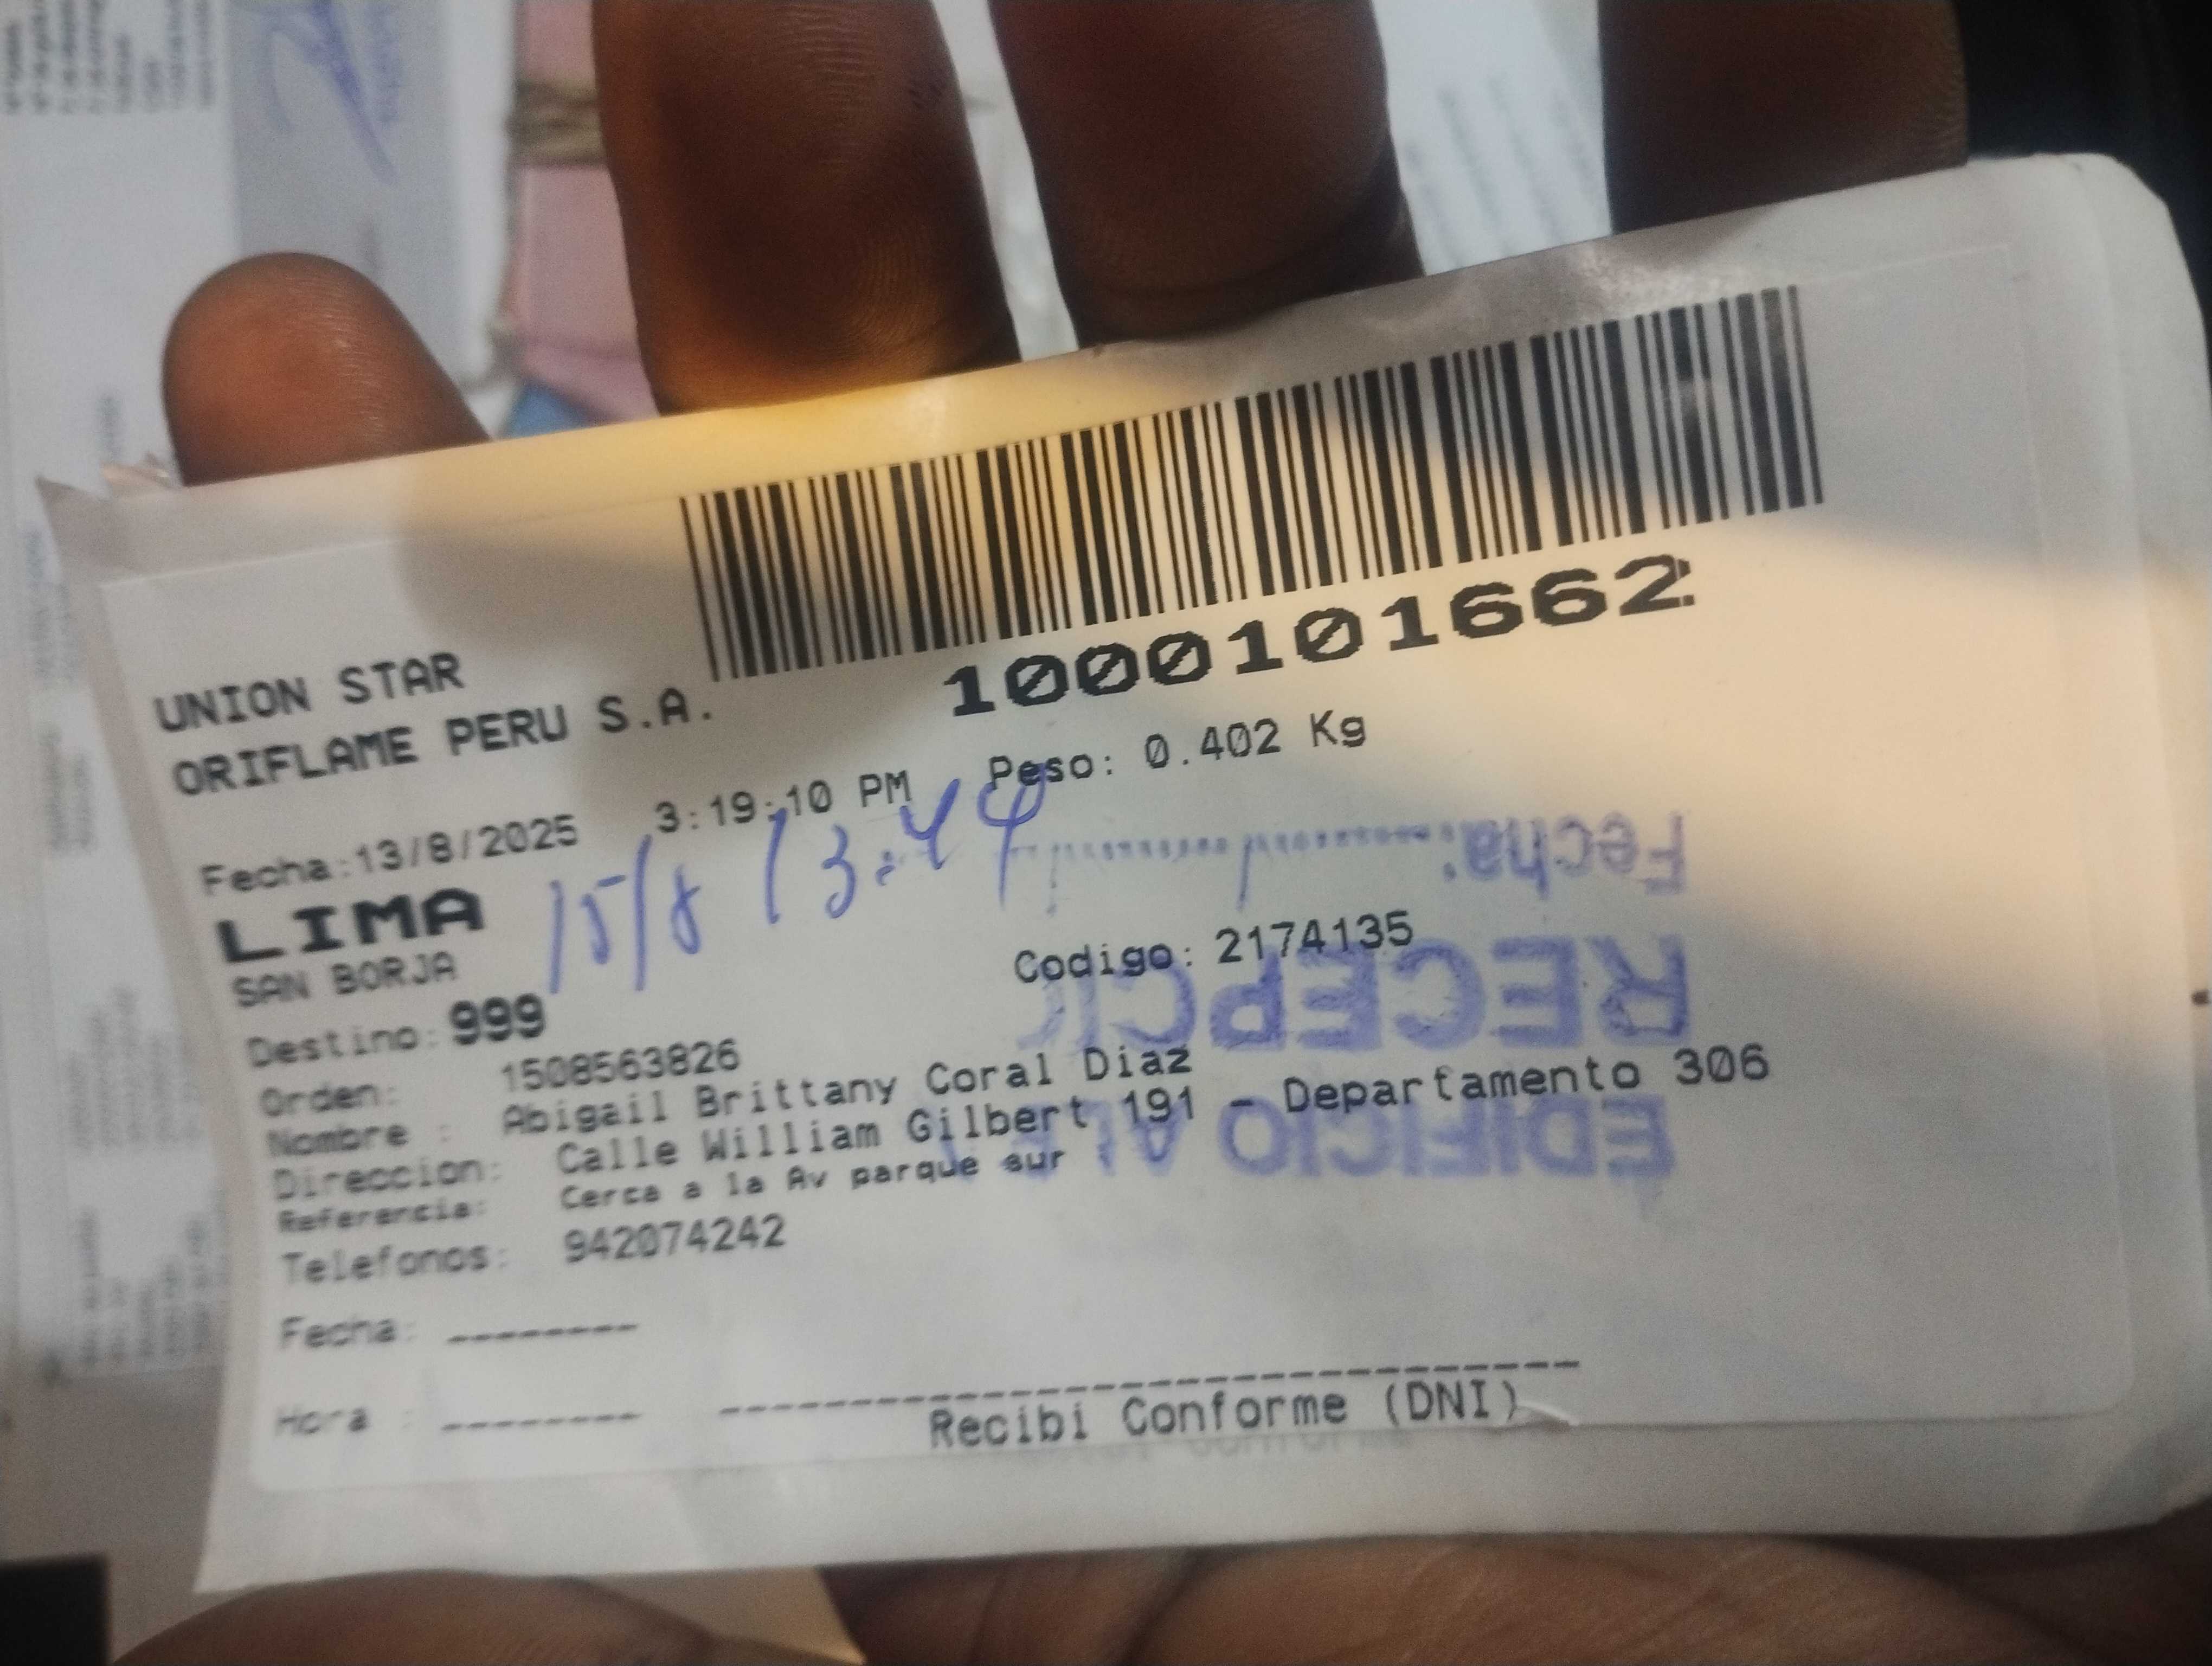 1000101662
UNION STAR
ORIFLAME PERU S.A.
Fecha:13/8/2025 3:19:10 PM Peso: 0.402 Kg
15/8 13:44
LIMA
SAN BORJA
Codigo: 2174135
Destino: 999
Orden: 1508563826
Nombre : Abigail Brittany Coral Diaz
Direccion: Calle William Gilbert 191 - Departamento 306
Referencia: Cerca a la Av parque sur
Telefonos: 942074242
Fecha: --------
Hora : --------
Recibi Conforme (DNI)
EDIFICIO
RECEPCIO
Fecha: